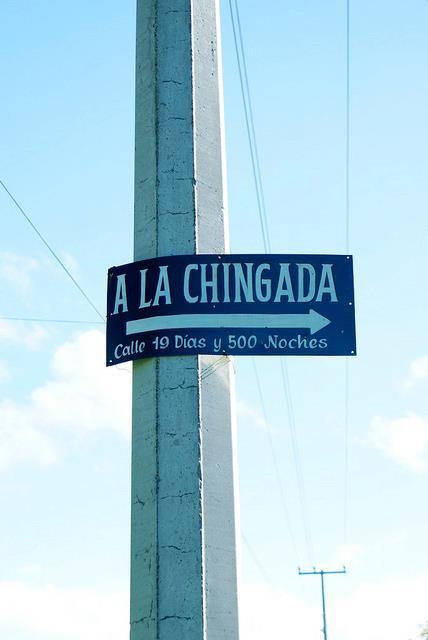 A LA CHINGADA
Calle 19 Días y 500 Noches